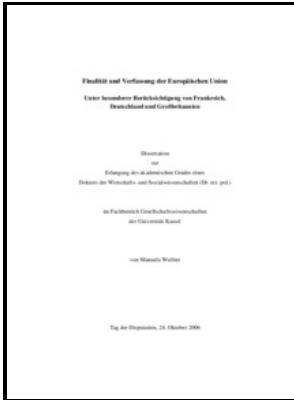 Finalität und Verfassung der Europäischen Union
Unter besonderer Berücksichtigung von Frankreich,
Deutschland und Großbritannien
Dissertation
zur
Erlangung des akademischen Grades eines
Doktors der Wirtschafts- und Sozialwissenschaften (Dr. rer. pol.)
im Fachbereich Gesellschaftswissenschaften
der Universität Kassel
von Manuela
Tag der Disputation, 24. Oktober 2006